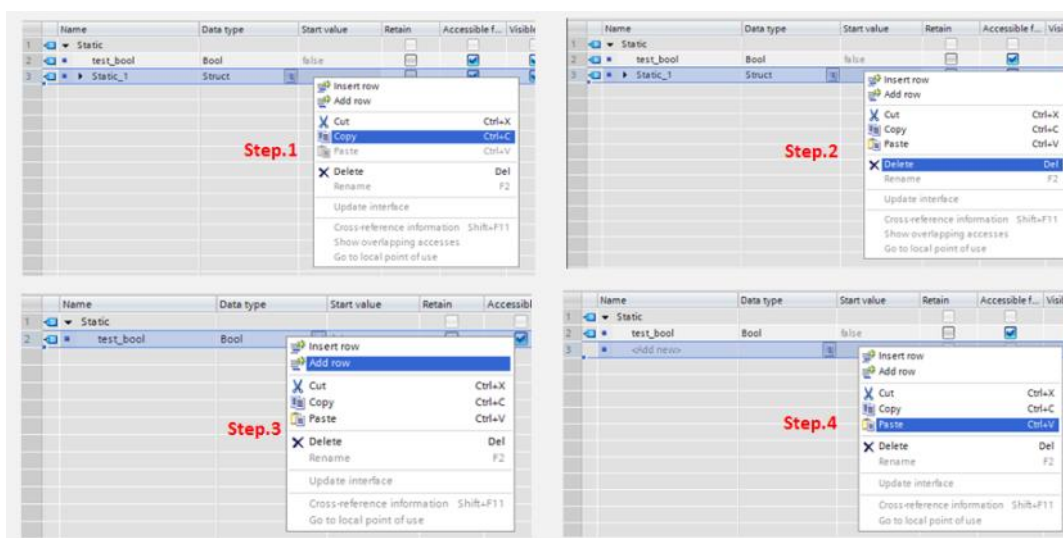 Name Data type Start value Retain Accessible f... Visible
1 Static
2 test_bool Bool false
3 Static_1 Struct
Insert row
Add row
Cut Ctrl+X
Copy Ctrl+C
Paste Ctrl+V
Delete Del
Rename F2
Update interface
Cross-reference information Shift+F11
Show overlapping accesses
Go to local point of use
Step.1
Name Data type Start value Retain Accessible f... Visi
1 Static
2 test_bool Bool false
3 Static_1 Struct
Insert row
Add row
Cut Ctrl+X
Copy Ctrl+C
Paste Ctrl+V
Delete Del
Rename F2
Update interface
Cross-reference information Shift+F11
Show overlapping accesses
Go to local point of use
Step.2
Name Data type Start value Retain Accessibl
1 Static
2 test_bool Bool
Insert row
Add row
Cut Ctrl+X
Copy Ctrl+C
Paste Ctrl+V
Delete Del
Rename F2
Update interface
Cross-reference information Shift+F11
Go to local point of use
Step.3
Name Data type Start value Retain Accessible f... Visi
1 Static
2 test_bool Bool false
3 <Add new>
Insert row
Add row
Cut Ctrl+X
Copy Ctrl+C
Paste Ctrl+V
Delete Del
Rename F2
Update interface
Cross-reference information Shift+F11
Go to local point of use
Step.4